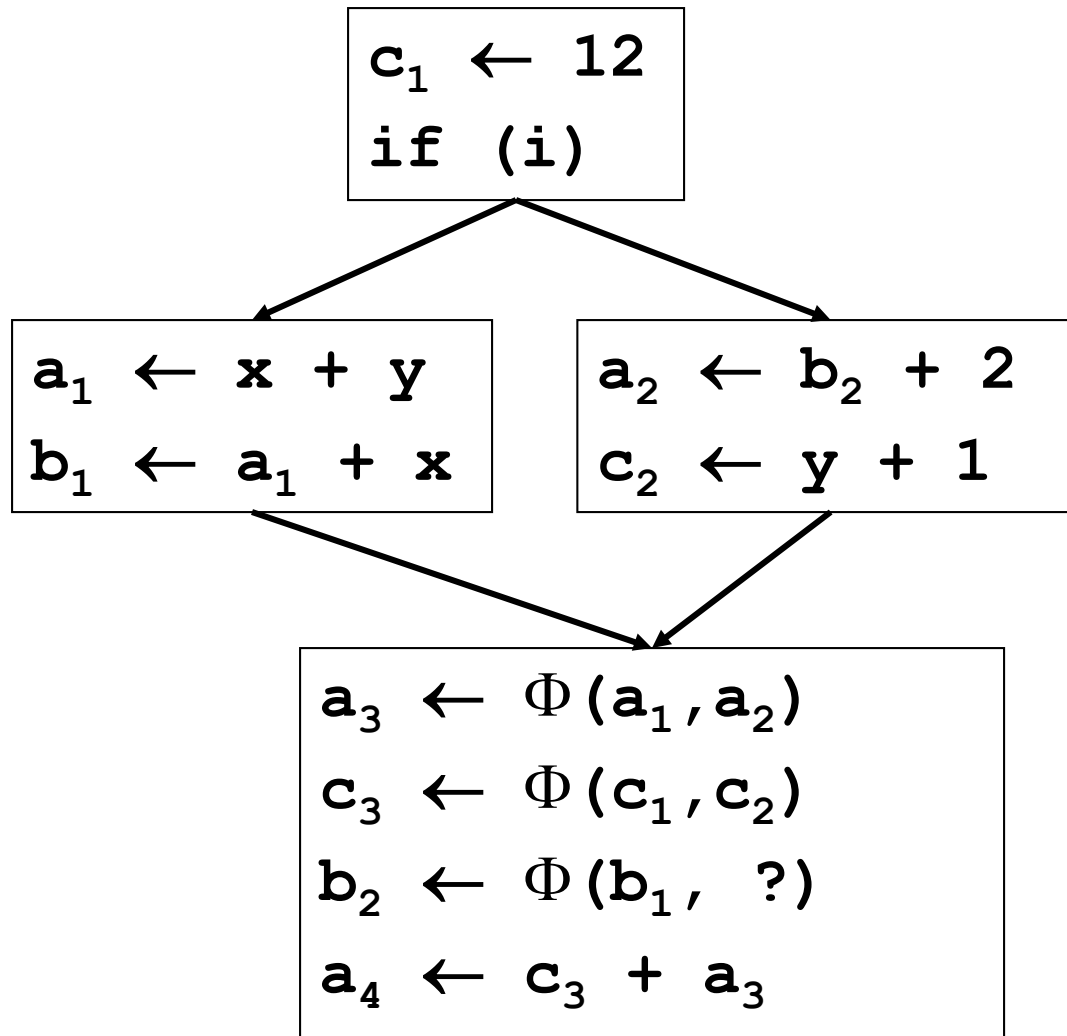 c₁ ← 12
if (i)
a₁ ← x + y
b₁ ← a₁ + x
a₂ ← b₂ + 2
c₂ ← y + 1
a₃ ← Φ(a₁,a₂)
c₃ ← Φ(c₁,c₂)
b₂ ← Φ(b₁, ?)
a₄ ← c₃ + a₃